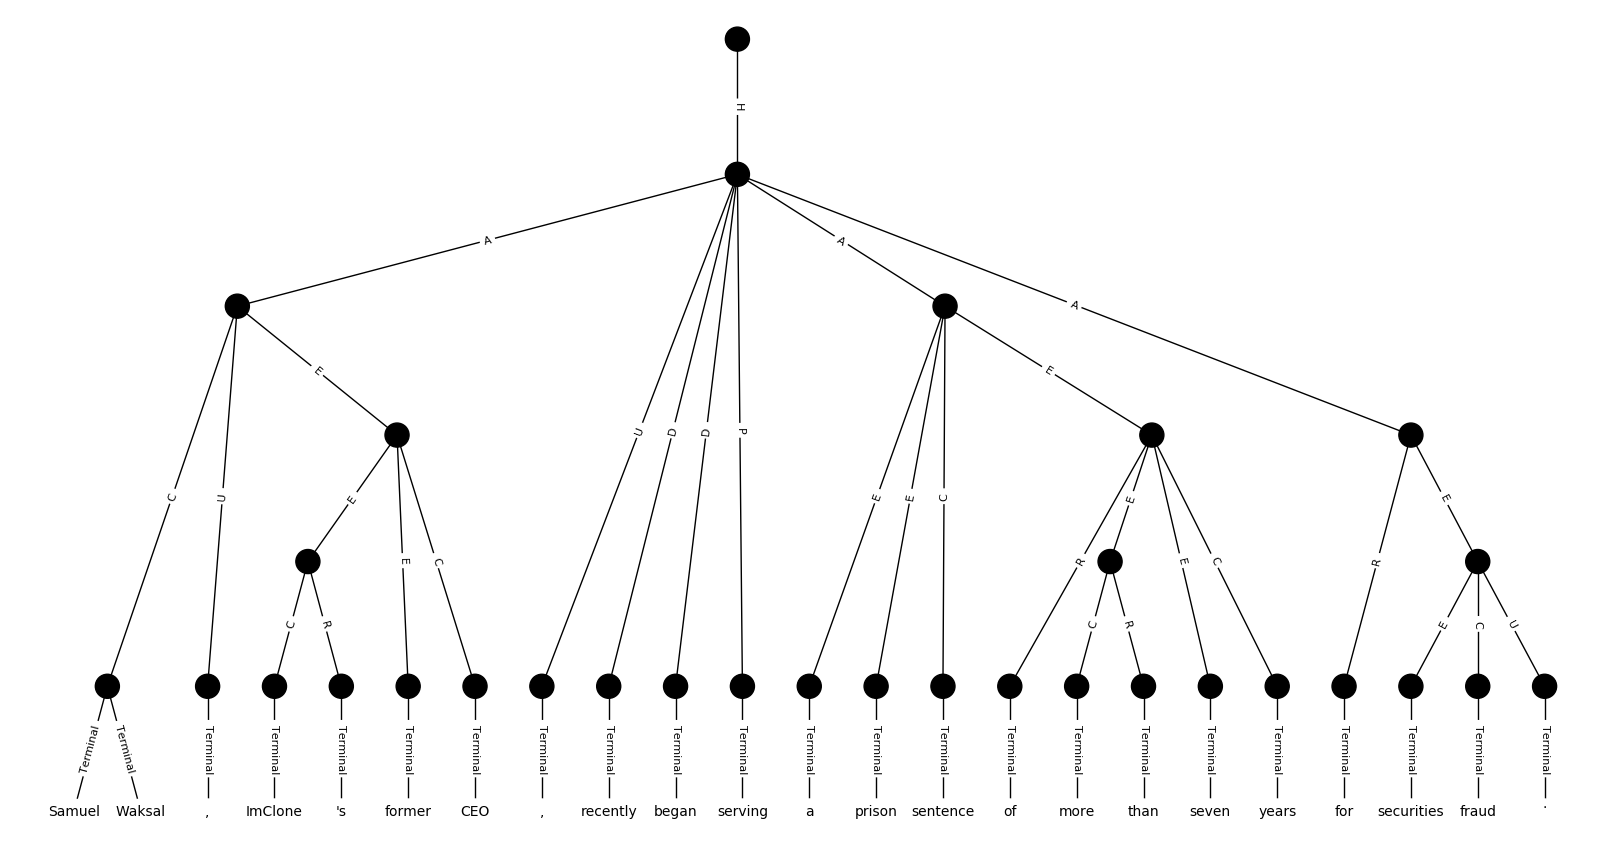 H
A
A
A
E
E
U
D
D
P
C
U
E
E
E
C
E
E
R
E
C
R
E
C
R
C
R
E
C
U
C
R
E
Terminal Terminal Terminal Terminal Terminal Terminal Terminal Terminal Terminal Terminal Terminal Terminal Terminal Terminal Terminal Terminal Terminal Terminal Terminal Terminal Terminal Terminal Terminal
Samuel Waksal , ImClone 's former CEO , recently began serving a prison sentence of more than seven years for securities fraud .